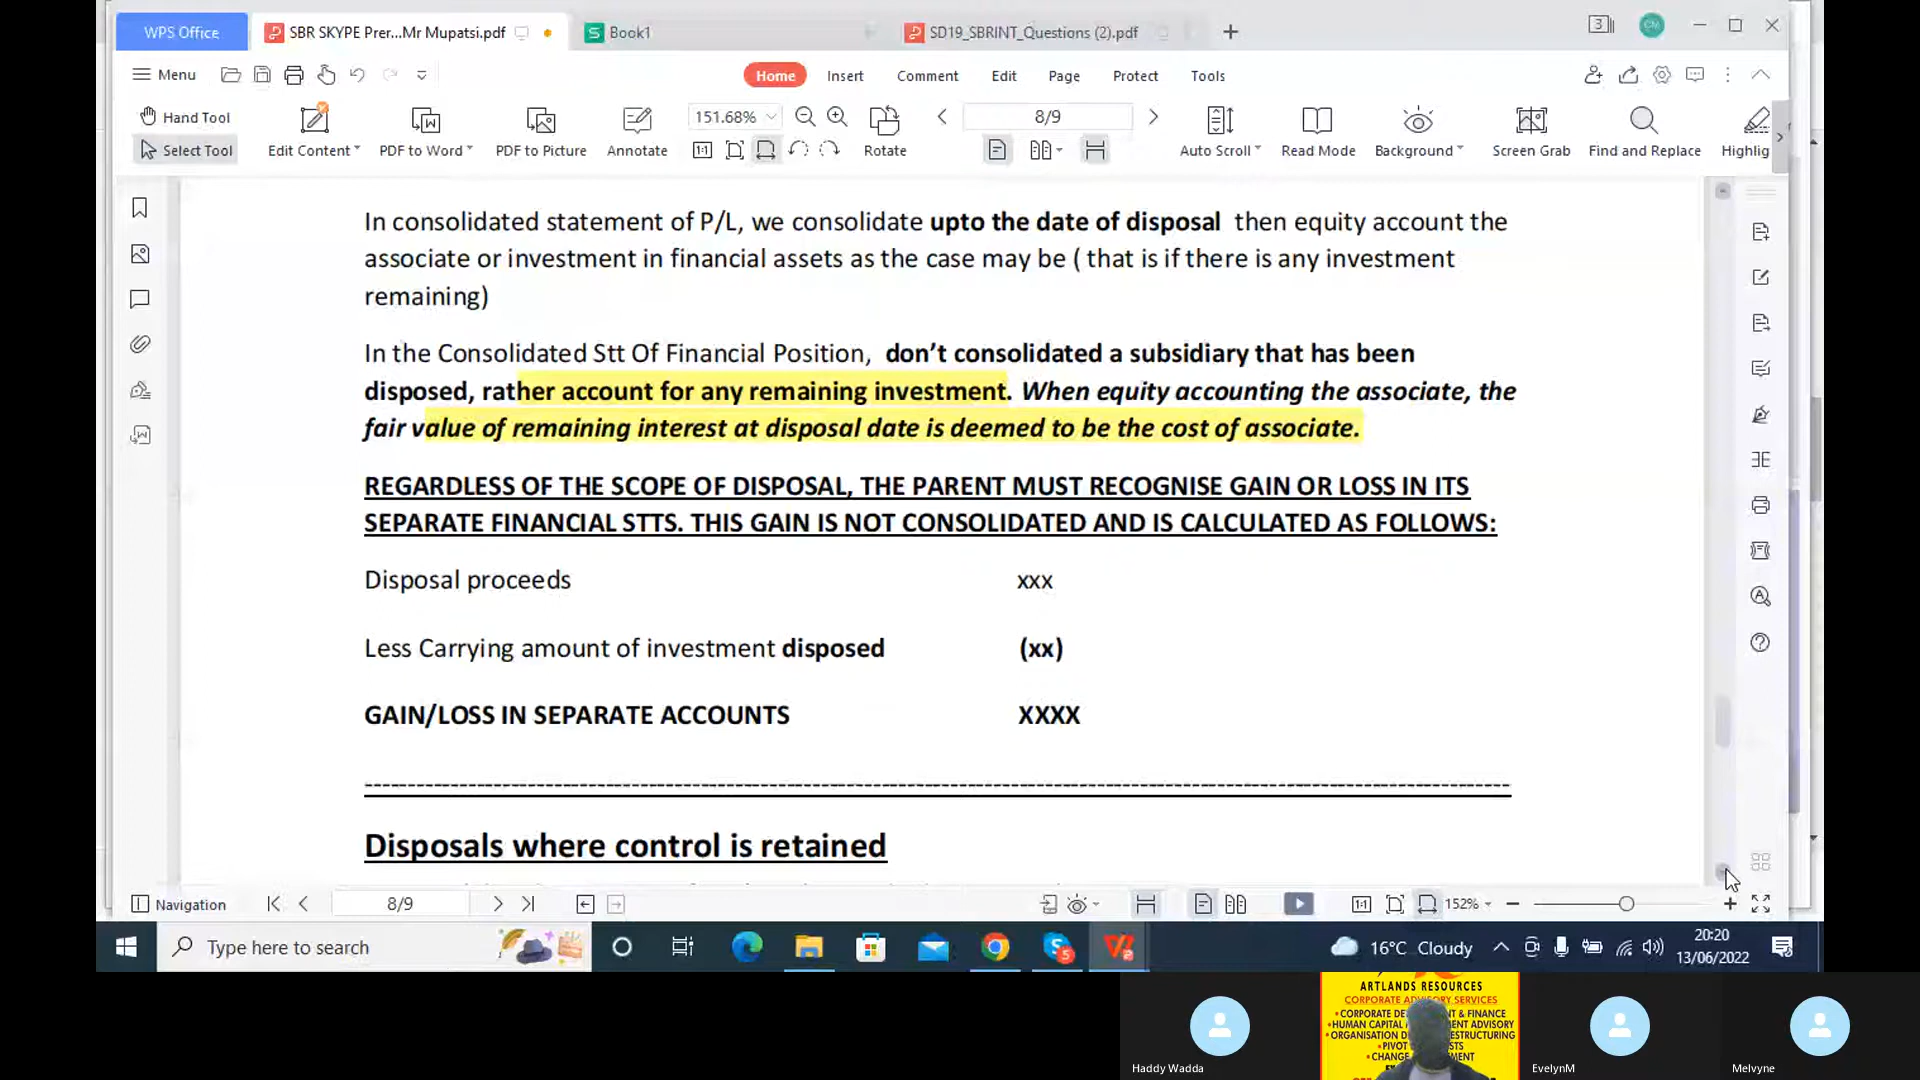 WPS Office
SBR SKYPE Prer...Mr Mupatsi.pdf
Book1
SD19_SBRINT_Questions (2).pdf
3
CM
Menu
Home
Insert
Comment
Edit
Page
Protect
Tools
Hand Tool
Select Tool
Edit Content
PDF to Word
PDF to Picture
Annotate
151.68%
8/9
Rotate
Auto Scroll
Read Mode
Background
Screen Grab
Find and Replace
Highlig
In consolidated statement of P/L, we consolidate upto the date of disposal then equity account the
associate or investment in financial assets as the case may be ( that is if there is any investment
remaining)
In the Consolidated Stt Of Financial Position, don't consolidated a subsidiary that has been
disposed, rather account for any remaining investment. When equity accounting the associate, the
fair value of remaining interest at disposal date is deemed to be the cost of associate.
REGARDLESS OF THE SCOPE OF DISPOSAL, THE PARENT MUST RECOGNISE GAIN OR LOSS IN ITS
SEPARATE FINANCIAL STTS. THIS GAIN IS NOT CONSOLIDATED AND IS CALCULATED AS FOLLOWS:
Disposal proceeds xxx
Less Carrying amount of investment disposed (xx)
GAIN/LOSS IN SEPARATE ACCOUNTS XXXX
Disposals where control is retained
Navigation
8/9
152%
Type here to search
16°C Cloudy
20:20
13/06/2022
ARTLANDS RESOURCES
CORPORATE ADVISORY SERVICES
Haddy Wadda
EvelynM
Melvyne